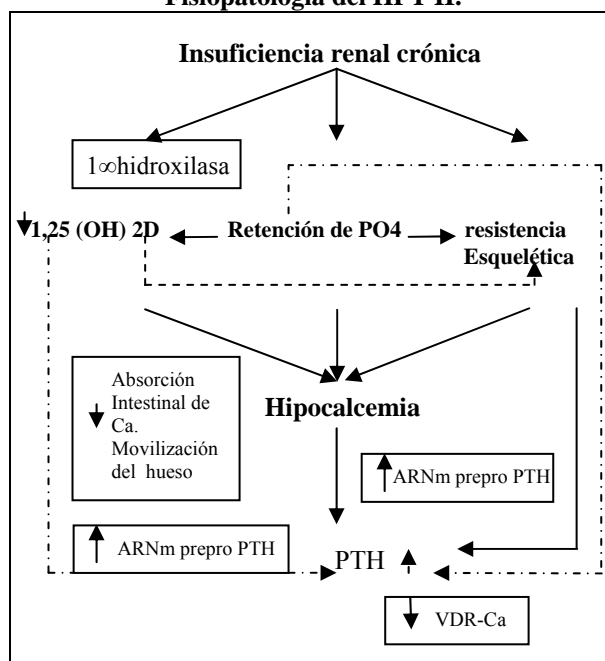 Fisiopatología del HPT II.
Insuficiencia renal crónica
1∞hidroxilasa
1,25 (OH) 2D
Retención de PO4
resistencia
Esquelética
Absorción
Intestinal de
Ca.
Movilización
del hueso
Hipocalcemia
ARNm prepro PTH
ARNm prepro PTH
PTH
VDR-Ca